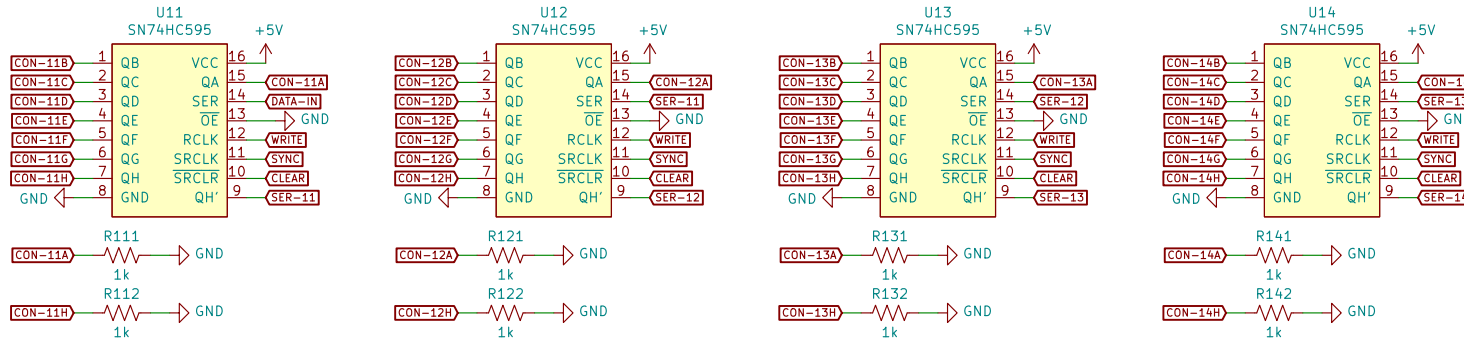 U11
SN74HC595
+5V
CON-11B 1 QB VCC 16
CON-11C 2 QC QA 15 CON-11A
CON-11D 3 QD SER 14 DATA-IN
CON-11E 4 QE OE 13 GND
CON-11F 5 QF RCLK 12 WRITE
CON-11G 6 QG SRCLK 11 SYNC
CON-11H 7 QH SRCLR 10 CLEAR
GND 8 GND QH' 9 SER-11
R111
CON-11A GND
1k
R112
CON-11H GND
1k
U12
SN74HC595
+5V
CON-12B 1 QB VCC 16
CON-12C 2 QC QA 15 CON-12A
CON-12D 3 QD SER 14 SER-11
CON-12E 4 QE OE 13 GND
CON-12F 5 QF RCLK 12 WRITE
CON-12G 6 QG SRCLK 11 SYNC
CON-12H 7 QH SRCLR 10 CLEAR
GND 8 GND QH' 9 SER-12
R121
CON-12A GND
1k
R122
CON-12H GND
1k
U13
SN74HC595
+5V
CON-13B 1 QB VCC 16
CON-13C 2 QC QA 15 CON-13A
CON-13D 3 QD SER 14 SER-12
CON-13E 4 QE OE 13 GND
CON-13F 5 QF RCLK 12 WRITE
CON-13G 6 QG SRCLK 11 SYNC
CON-13H 7 QH SRCLR 10 CLEAR
GND 8 GND QH' 9 SER-13
R131
CON-13A GND
1k
R132
CON-13H GND
1k
U14
SN74HC595
+5V
CON-14B 1 QB VCC 16
CON-14C 2 QC QA 15
CON-14D 3 QD SER 14
CON-14E 4 QE OE 13
CON-14F 5 QF RCLK 12 WRITE
CON-14G 6 QG SRCLK 11 SYNC
CON-14H 7 QH SRCLR 10 CLEAR
GND 8 GND QH' 9
R141
CON-14A GND
1k
R142
CON-14H GND
1k